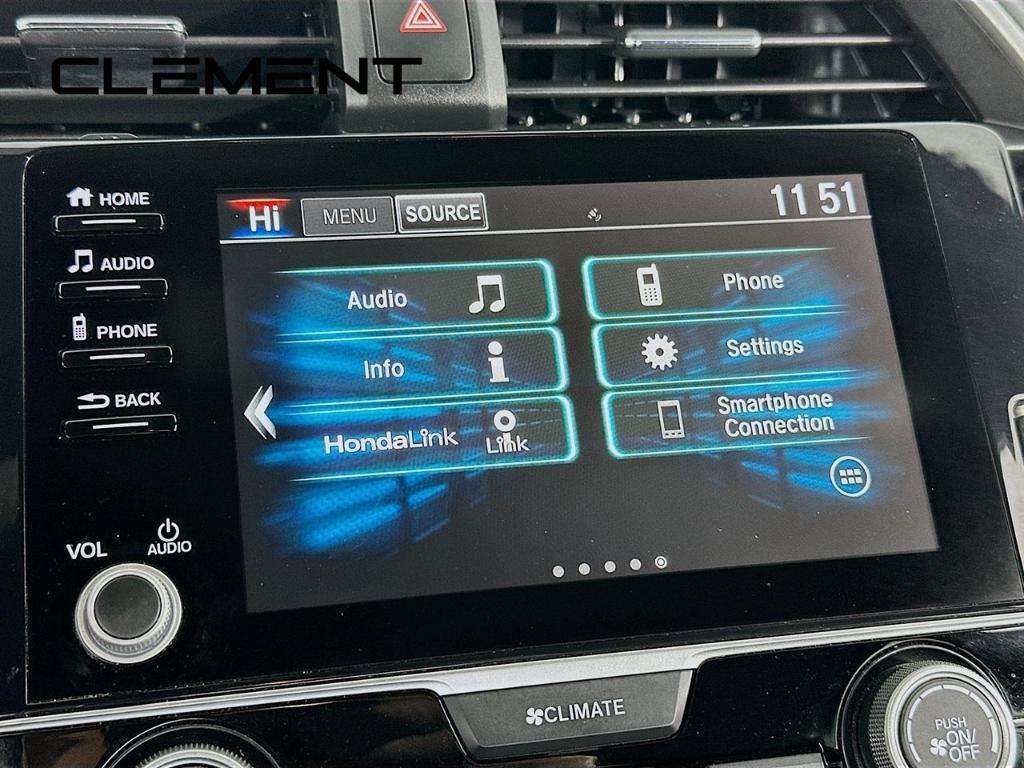 CLEMENT
HOME
Hi MENU SOURCE 11 51
AUDIO
Audio
Phone
PHONE
Info
Settings
BACK
HondaLink
Link
Smartphone
Connection
VOL
AUDIO
CLIMATE
PUSH
ON/
OFF